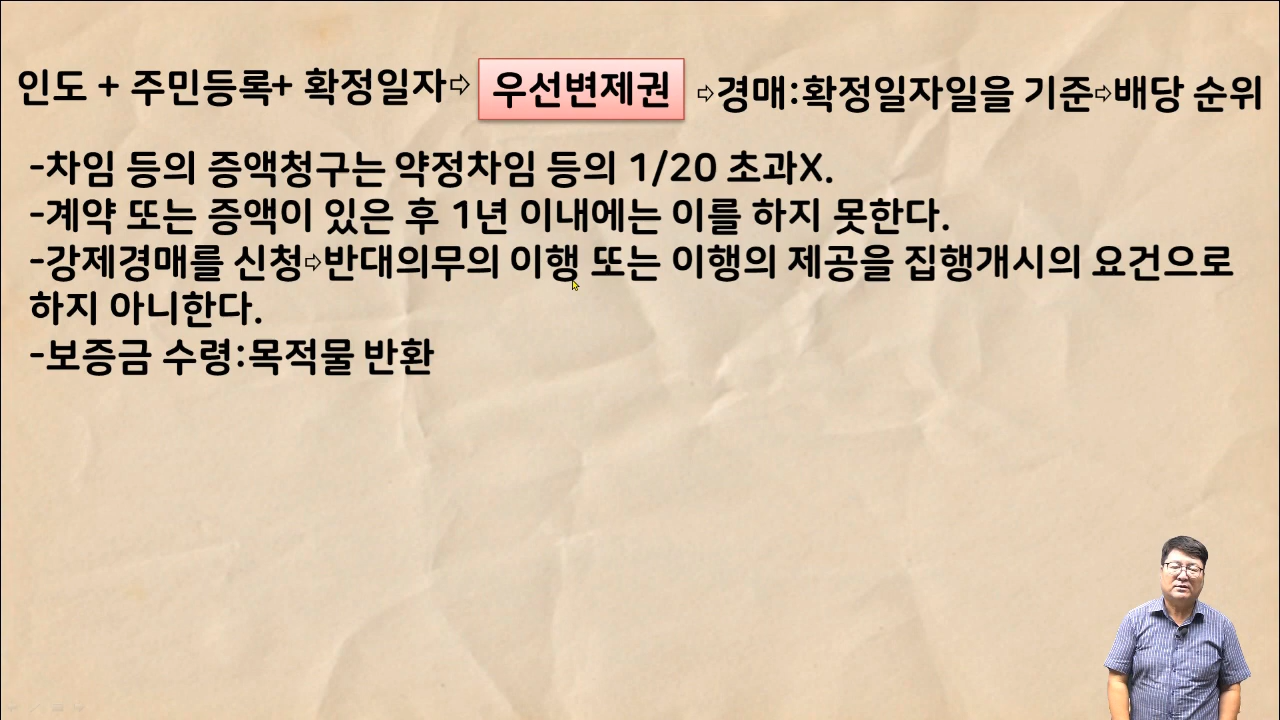 인도 + 주민등록+ 확정일자⇨ 우선변제권 ⇨경매:확정일자일을 기준⇨배당 순위
-차임 등의 증액청구는 약정차임 등의 1/20 초과X.
-계약 또는 증액이 있은 후 1년 이내에는 이를 하지 못한다.
-강제경매를 신청⇨반대의무의 이행 또는 이행의 제공을 집행개시의 요건으로
하지 아니한다.
-보증금 수령:목적물 반환